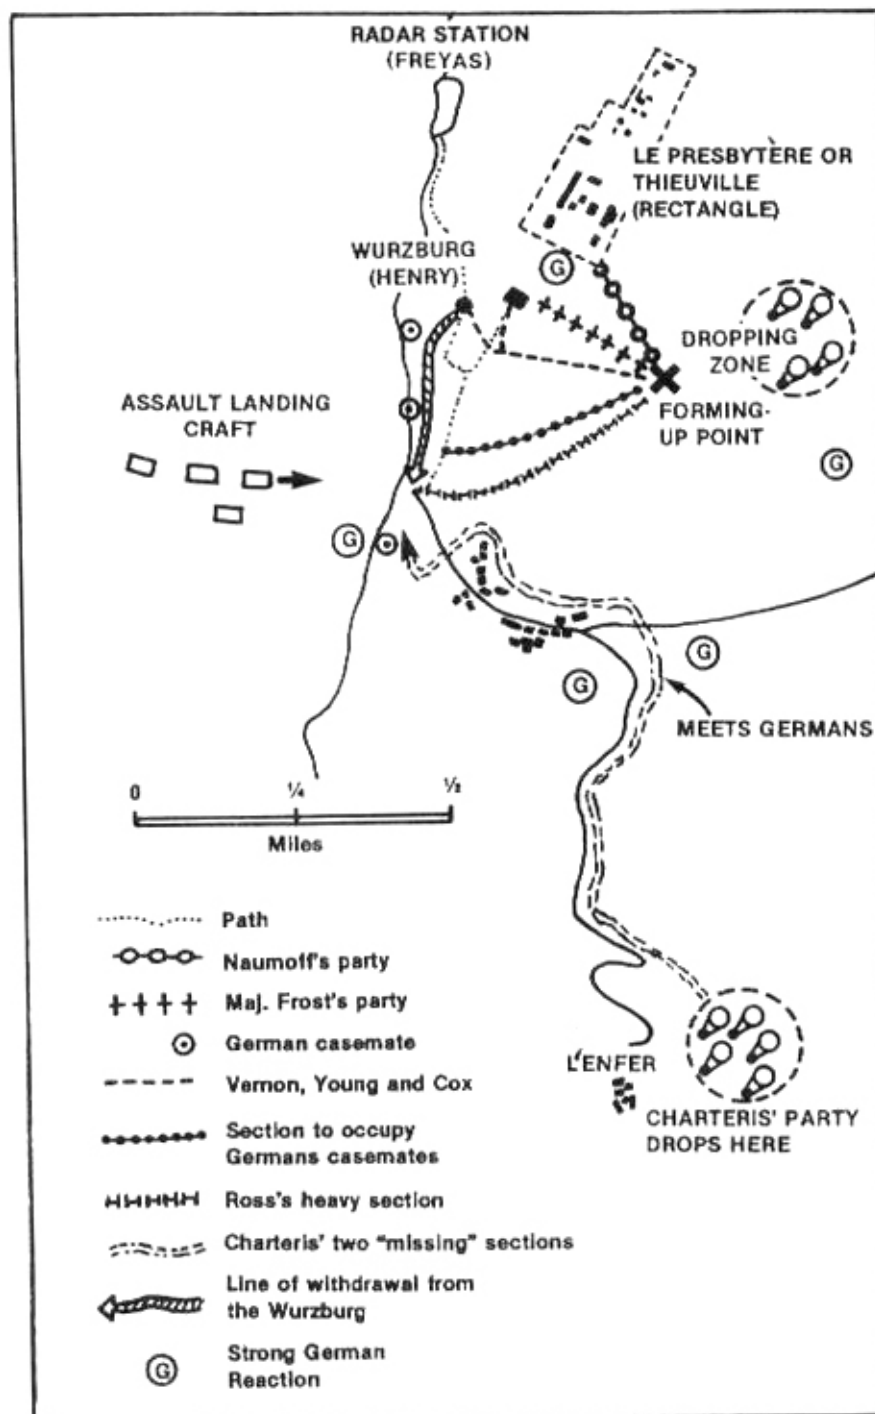 RADAR STATION
(FREYAS)
LE PRESBYTÈRE OR
THIEUVILLE
(RECTANGLE)
WURZBURG
(HENRY)
G
DROPPING
ZONE
ASSAULT LANDING
CRAFT
FORMING-
UP POINT
G
G
G
G
MEETS GERMANS
0 ¼ ½
Miles
L'ENFER
CHARTERIS' PARTY
DROPS HERE
Path
Naumoff's party
Maj. Frost's party
German casemate
Vernon, Young and Cox
Section to occupy
Germans casemates
Ross's heavy section
Charteris' two "missing" sections
Line of withdrawal from
the Wurzburg
G
Strong German
Reaction